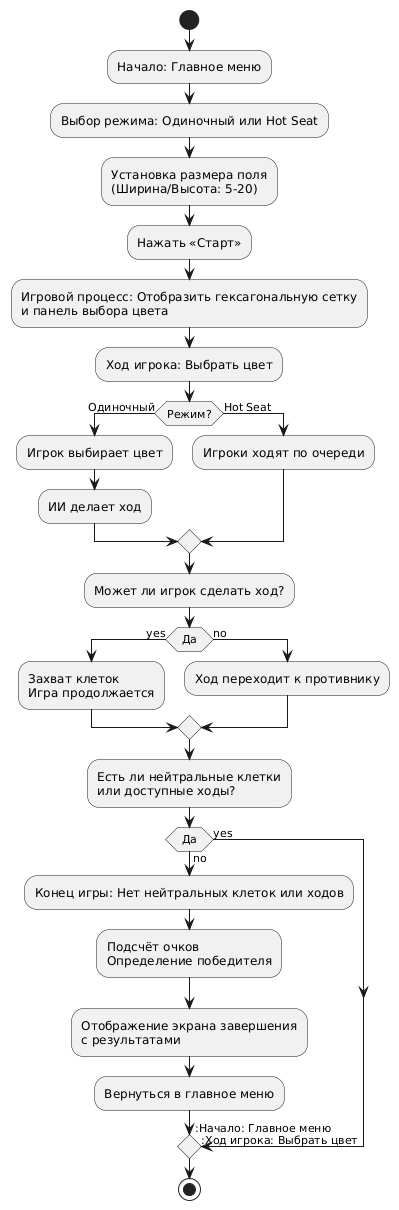 Начало: Главное меню
Выбор режима: Одиночный или Hot Seat
Установка размера поля
(Ширина/Высота: 5-20)
Нажать «Старт»
Игровой процесс: Отобразить гексагональную сетку
и панель выбора цвета
Ход игрока: Выбрать цвет
Одиночный
Режим?
Hot Seat
Игрок выбирает цвет
Игроки ходят по очереди
ИИ делает ход
Может ли игрок сделать ход?
yes
Да
no
Захват клеток
Игра продолжается
Ход переходит к противнику
Есть ли нейтральные клетки
или доступные ходы?
Да
yes
no
Конец игры: Нет нейтральных клеток или ходов
Подсчёт очков
Определение победителя
Отображение экрана завершения
с результатами
Вернуться в главное меню
:Начало: Главное меню
:Ход игрока: Выбрать цвет